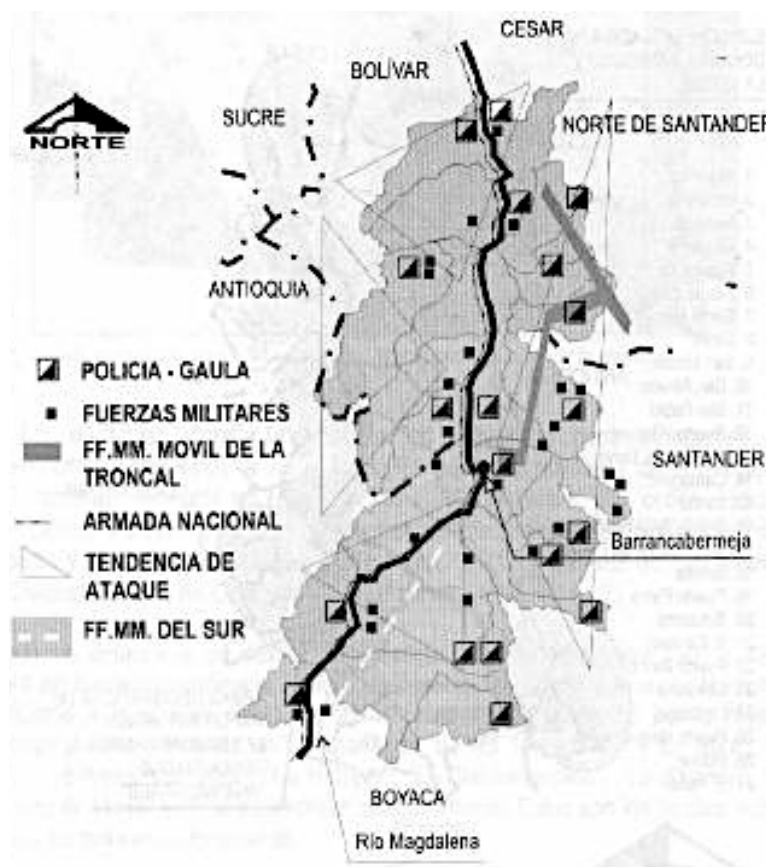 CESAR
BOLÍVAR
SUCRE
NORTE DE SANTANDER
NORTE
ANTIOQUIA
POLICIA - GAULA
FUERZAS MILITARES
FF.MM. MOVIL DE LA
TRONCAL
SANTANDER
ARMADA NACIONAL
Barrancabermeja
TENDENCIA DE
ATAQUE
FF.MM. DEL SUR
BOYACA
Río Magdalena